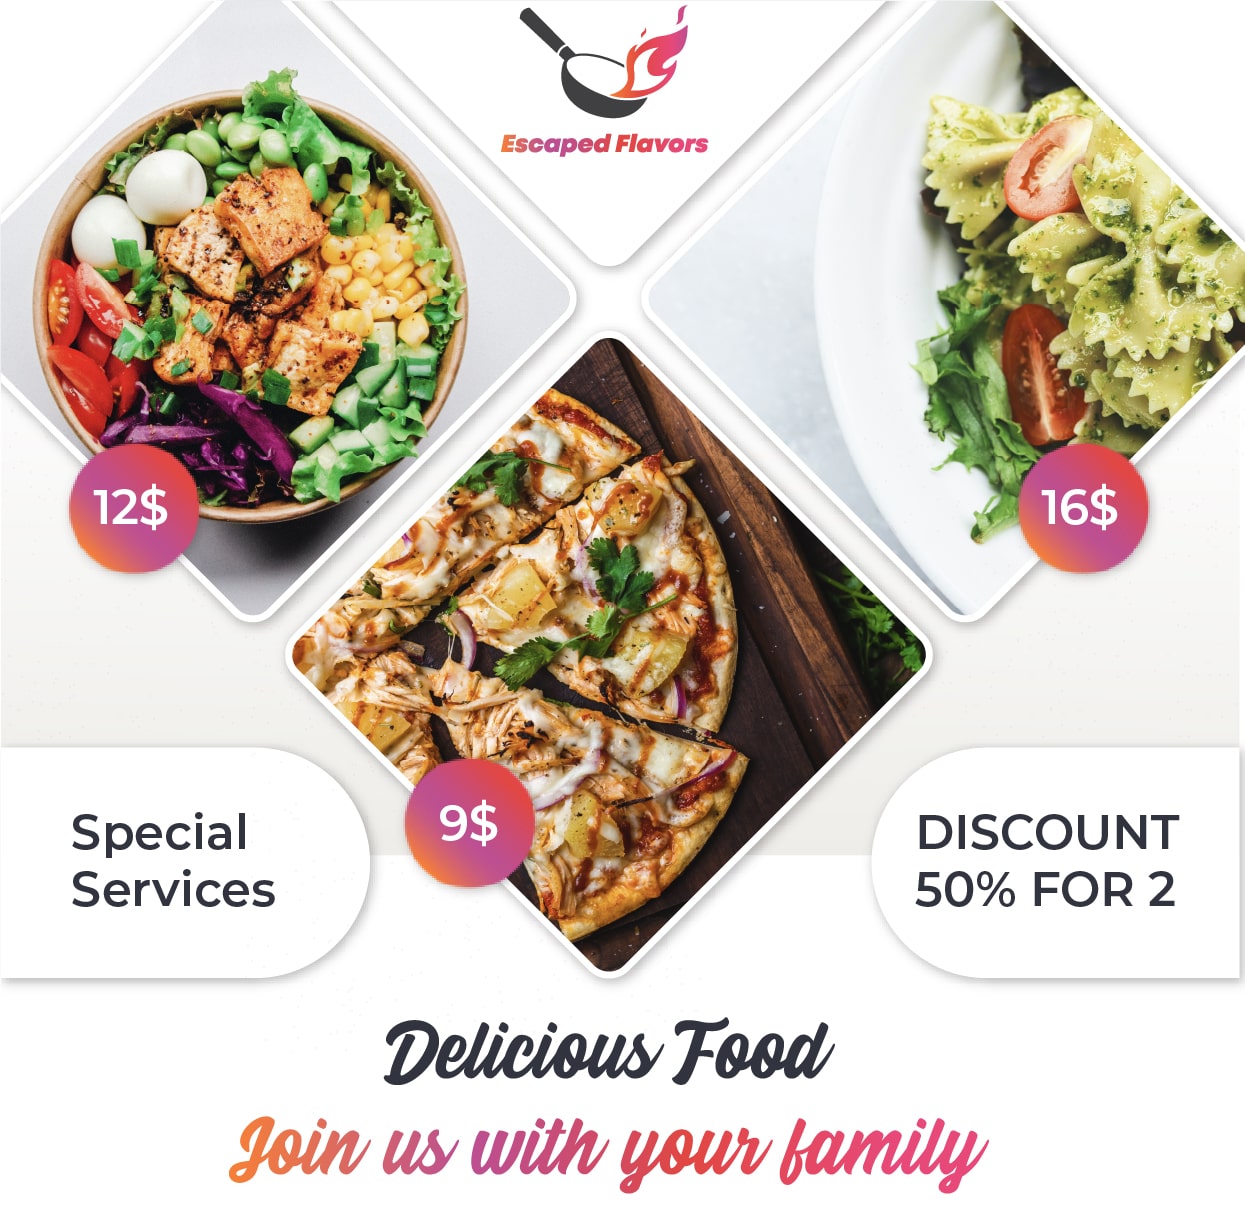 Escaped Flavors
12$
16$
9$
Special
Services
DISCOUNT
50% FOR 2
Delicious Food
Join us with your family